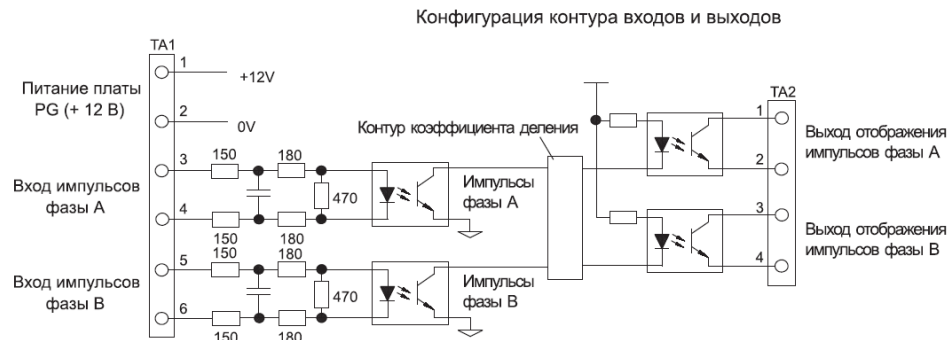 Конфигурация контура входов и выходов
TA1
1
+12V
Питание платы
PG (+ 12 В)
2
0V
Контур коэффициента деления
TA2
1
Выход отображения
импульсов фазы А
2
3
150
180
Вход импульсов
фазы А
470
Импульсы
фазы А
4
150
180
3
Выход отображения
импульсов фазы В
4
5
150
180
Вход импульсов
фазы В
470
Импульсы
фазы В
6
150
180